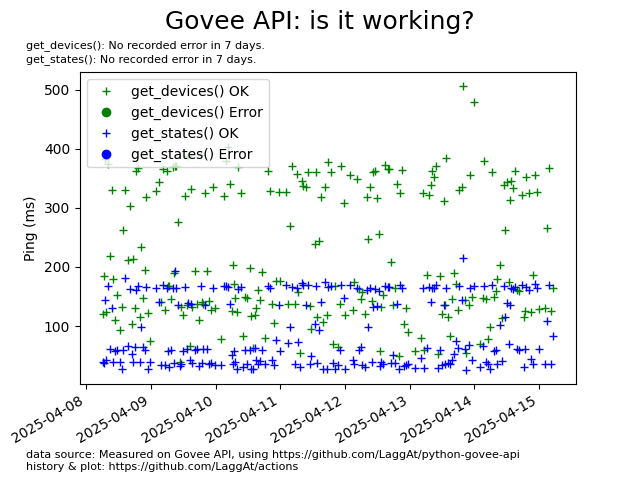 Govee API: is it working?
get_devices(): No recorded error in 7 days.
get_states(): No recorded error in 7 days.
get_devices() OK
get_devices() Error
get_states() OK
get_states() Error
Ping (ms)
500
400
300
200
100
2025-04-08
2025-04-09
2025-04-10
2025-04-11
2025-04-12
2025-04-13
2025-04-14
2025-04-15
data source: Measured on Govee API, using https://github.com/LaggAt/python-govee-api
history & plot: https://github.com/LaggAt/actions